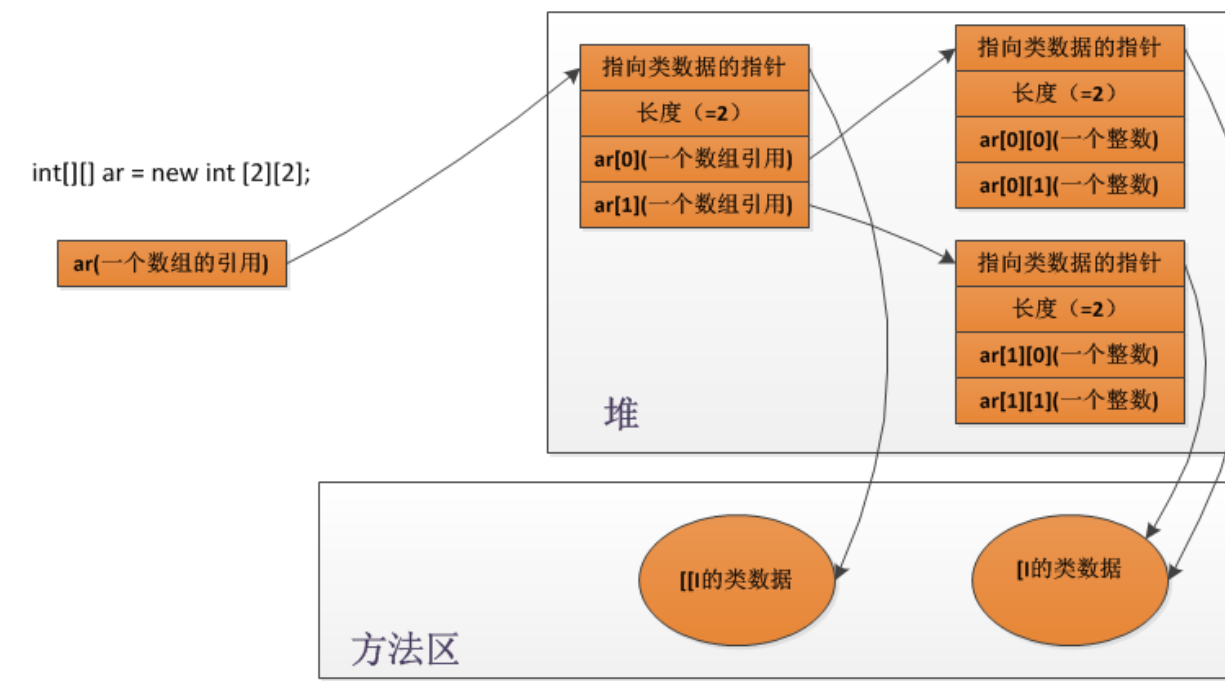 int[][] ar = new int [2][2];
ar(一个数组的引用)
指向类数据的指针
长度（=2）
ar[0](一个数组引用)
ar[1](一个数组引用)
指向类数据的指针
长度（=2）
ar[0][0](一个整数)
ar[0][1](一个整数)
指向类数据的指针
长度（=2）
ar[1][0](一个整数)
ar[1][1](一个整数)
堆
[[I的类数据
[I的类数据
方法区